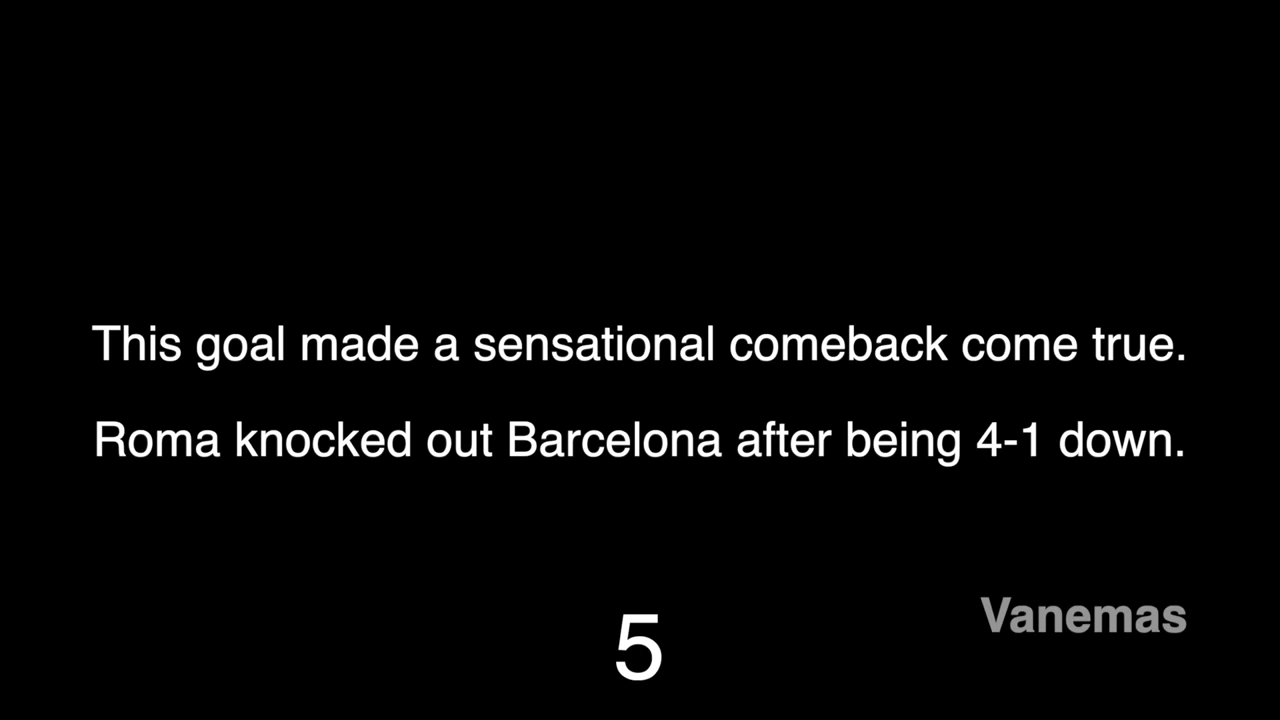 This goal made a sensational comeback come true.
Roma knocked out Barcelona after being 4-1 down.
Vanemas
5